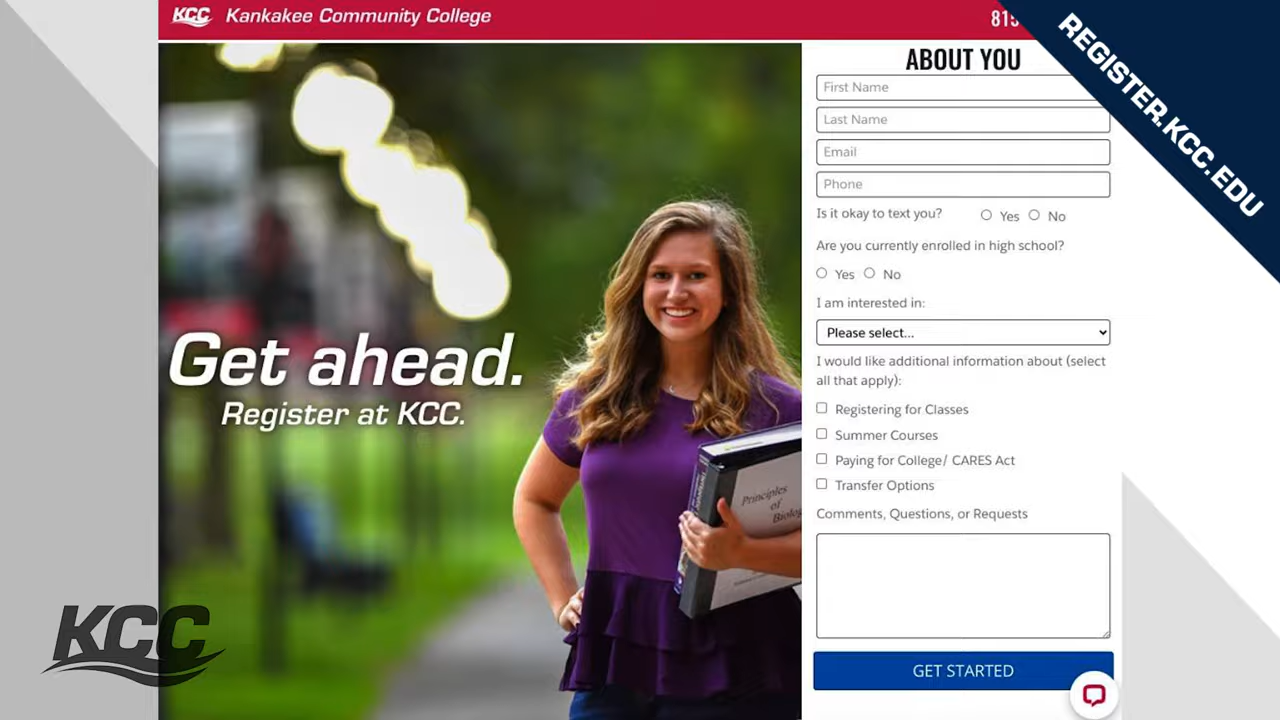 KCC Kankakee Community College
815
REGISTER.KCC.EDU
Get ahead.
Register at KCC.
Principles
of
KCC
ABOUT YOU
First Name
Last Name
Email
Phone
Is it okay to text you? Yes No
Are you currently enrolled in high school?
Yes No
I am interested in:
Please select...
I would like additional information about (select
all that apply):
Registering for Classes
Summer Courses
Paying for College/ CARES Act
Transfer Options
Comments, Questions, or Requests
GET STARTED